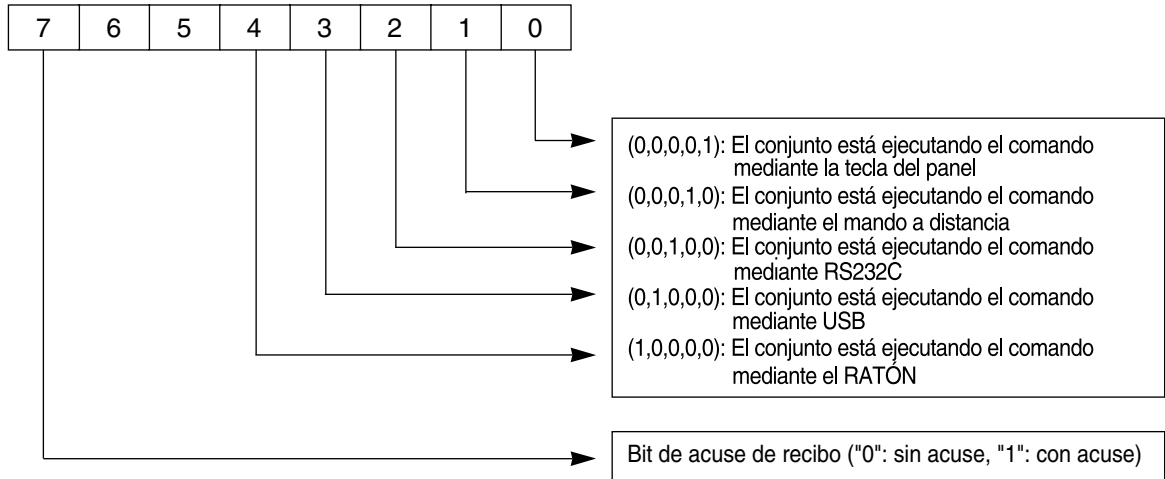 7 6 5 4 3 2 1 0
(0,0,0,0,1): El conjunto está ejecutando el comando
mediante la tecla del panel
(0,0,0,1,0): El conjunto está ejecutando el comando
mediante el mando a distancia
(0,0,1,0,0): El conjunto está ejecutando el comando
mediante RS232C
(0,1,0,0,0): El conjunto está ejecutando el comando
mediante USB
(1,0,0,0,0): El conjunto está ejecutando el comando
mediante el RATÓN
Bit de acuse de recibo ("0": sin acuse, "1": con acuse)